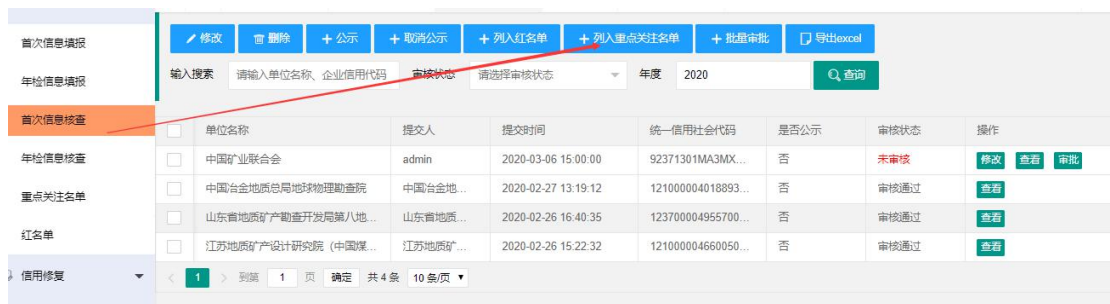 首次信息填报
年检信息填报
首次信息核查
年检信息核查
重点关注名单
红名单
信用修复
修改 删除 + 公示 + 取消公示 + 列入红名单 + 列入重点关注名单 + 批量审批 导出excel
输入搜索 请输入单位名称、企业信用代码 审核状态 请选择审核状态 年度 2020 查询
单位名称 提交人 提交时间 统一信用社会代码 是否公示 审核状态 操作
中国矿业联合会 admin 2020-03-06 15:00:00 92371301MA3MX... 否 未审核 修改 查看 审批
中国冶金地质总局地球物理勘查院 中国冶金地... 2020-02-27 13:19:12 121000004018893... 否 审核通过 查看
山东省地质矿产勘查开发局第八地... 山东省地质... 2020-02-26 16:40:35 123700004955700... 否 审核通过 查看
江苏地质矿产设计研究院（中国煤... 江苏地质矿... 2020-02-26 15:22:32 121000004660050... 否 审核通过 查看
< 1 > 到第 1 页 确定 共 4 条 10 条/页